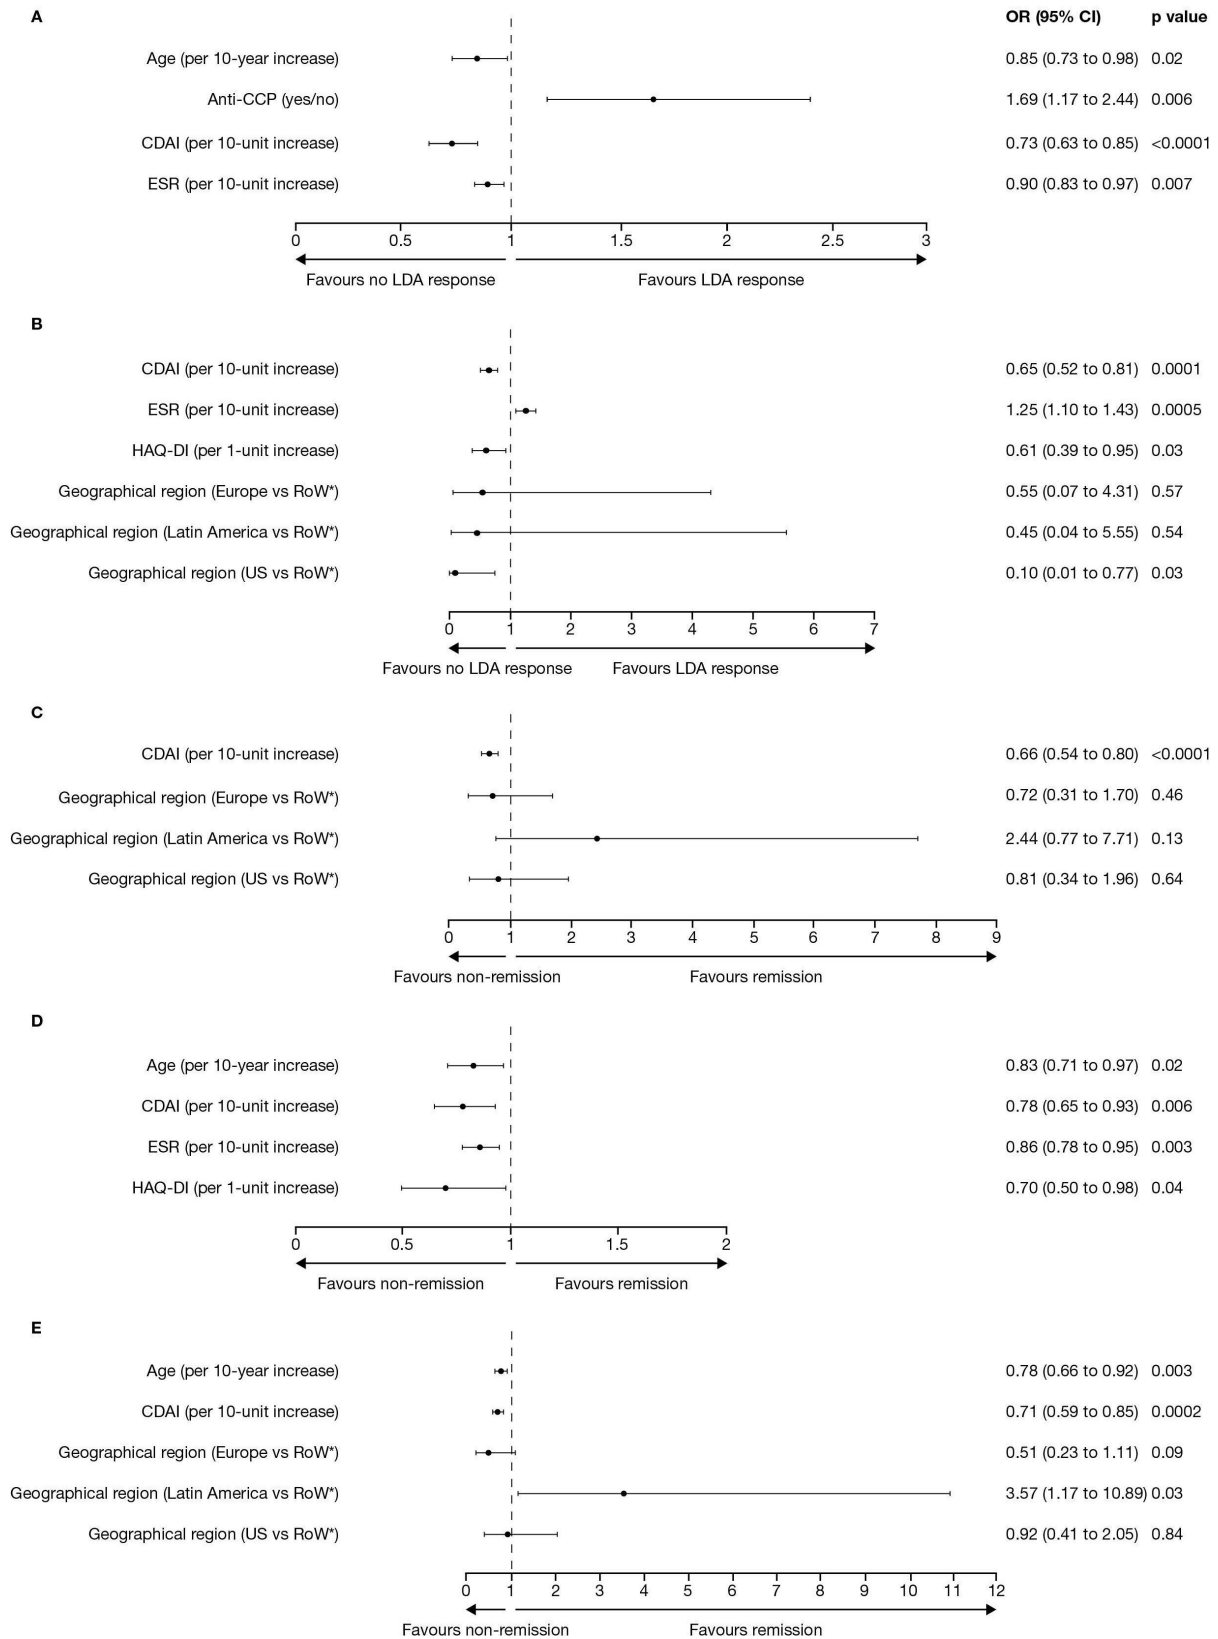 A OR (95% CI) p value
Age (per 10-year increase) 0.85 (0.73 to 0.98) 0.02
Anti-CCP (yes/no) 1.69 (1.17 to 2.44) 0.006
CDAI (per 10-unit increase) 0.73 (0.63 to 0.85) <0.0001
ESR (per 10-unit increase) 0.90 (0.83 to 0.97) 0.007
0 0.5 1 1.5 2 2.5 3
Favours no LDA response Favours LDA response
B
CDAI (per 10-unit increase) 0.65 (0.52 to 0.81) 0.0001
ESR (per 10-unit increase) 1.25 (1.10 to 1.43) 0.0005
HAQ-DI (per 1-unit increase) 0.61 (0.39 to 0.95) 0.03
Geographical region (Europe vs RoW*) 0.55 (0.07 to 4.31) 0.57
Geographical region (Latin America vs RoW*) 0.45 (0.04 to 5.55) 0.54
Geographical region (US vs RoW*) 0.10 (0.01 to 0.77) 0.03
0 1 2 3 4 5 6 7
Favours no LDA response Favours LDA response
C
CDAI (per 10-unit increase) 0.66 (0.54 to 0.80) <0.0001
Geographical region (Europe vs RoW*) 0.72 (0.31 to 1.70) 0.46
Geographical region (Latin America vs RoW*) 2.44 (0.77 to 7.71) 0.13
Geographical region (US vs RoW*) 0.81 (0.34 to 1.96) 0.64
0 1 2 3 4 5 6 7 8 9
Favours non-remission Favours remission
D
Age (per 10-year increase) 0.83 (0.71 to 0.97) 0.02
CDAI (per 10-unit increase) 0.78 (0.65 to 0.93) 0.006
ESR (per 10-unit increase) 0.86 (0.78 to 0.95) 0.003
HAQ-DI (per 1-unit increase) 0.70 (0.50 to 0.98) 0.04
0 0.5 1 1.5 2
Favours non-remission Favours remission
E
Age (per 10-year increase) 0.78 (0.66 to 0.92) 0.003
CDAI (per 10-unit increase) 0.71 (0.59 to 0.85) 0.0002
Geographical region (Europe vs RoW*) 0.51 (0.23 to 1.11) 0.09
Geographical region (Latin America vs RoW*) 3.57 (1.17 to 10.89) 0.03
Geographical region (US vs RoW*) 0.92 (0.41 to 2.05) 0.84
0 1 2 3 4 5 6 7 8 9 10 11 12
Favours non-remission Favours remission